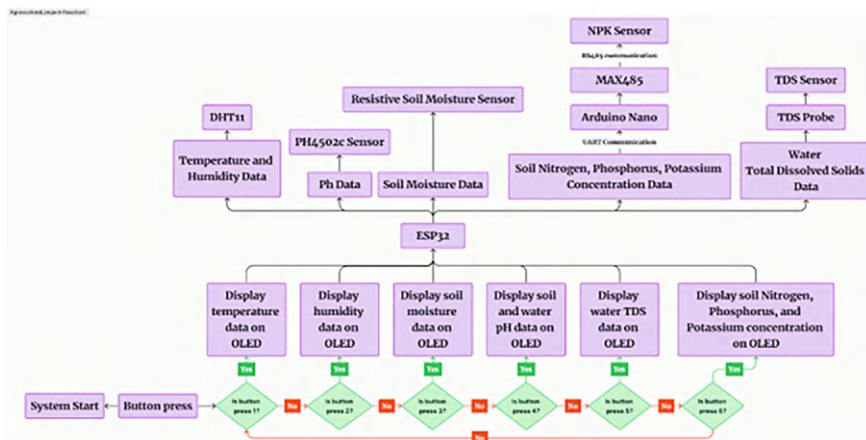 NPK Sensor
RS485 communication
MAX485
TDS Sensor
Resistive Soil Moisture Sensor
DHT11
Arduino Nano
TDS Probe
PH4502c Sensor
UART Communication
Temperature and
Humidity Data
Ph Data
Soil Moisture Data
Soil Nitrogen, Phosphorus, Potassium
Concentration Data
Water
Total Dissolved Solids
Data
ESP32
Display
temperature
data on
OLED
Display
humidity
data on
OLED
Display soil
moisture
data on
OLED
Display soil
and water
pH data on
OLED
Display
water TDS
data on
OLED
Display soil Nitrogen,
Phosphorus, and
Potassium concentration
on OLED
Yes
Yes
Yes
Yes
Yes
Yes
System Start
Button press
Is button
press 1?
No
Is button
press 2?
No
Is button
press 3?
No
Is button
press 4?
No
Is button
press 5?
No
Is button
press 6?
No